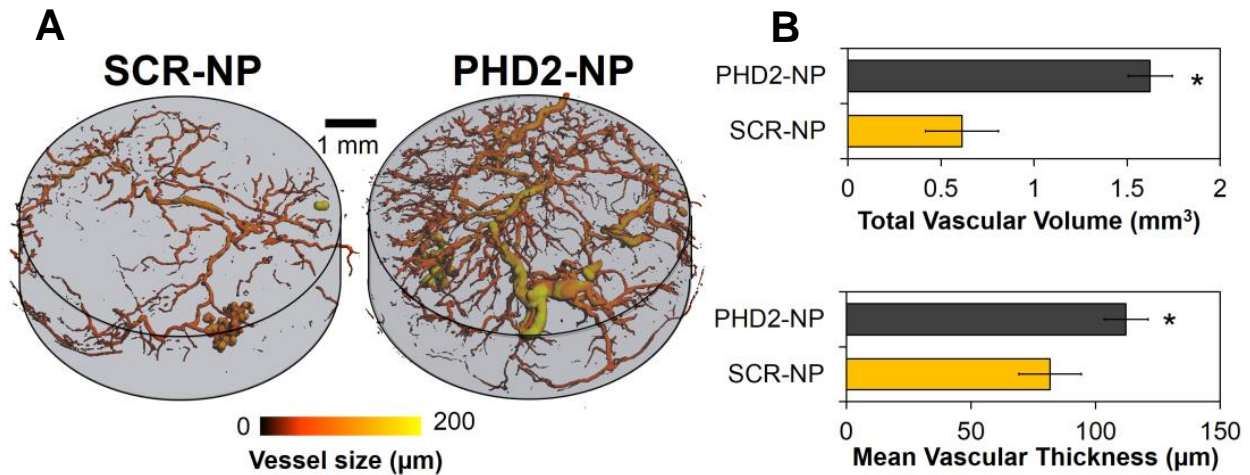 A
SCR-NP
PHD2-NP
1 mm
0
200
Vessel size (µm)
B
PHD2-NP
*
SCR-NP
0 0.5 1 1.5 2
Total Vascular Volume (mm³)
PHD2-NP
*
SCR-NP
0 50 100 150
Mean Vascular Thickness (µm)